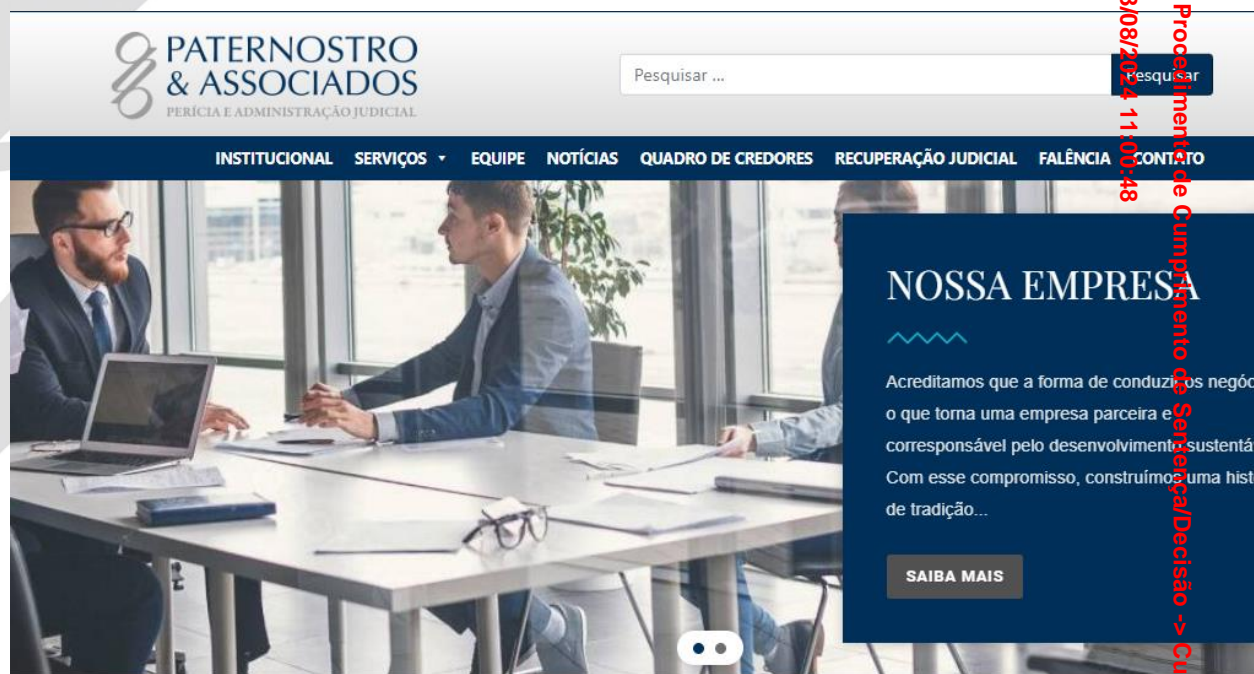 PATERNOSTRO
& ASSOCIADOS
PERÍCIA E ADMINISTRAÇÃO JUDICIAL
Pesquisar ...
Pesquisar
INSTITUCIONAL SERVIÇOS EQUIPE NOTÍCIAS QUADRO DE CREDORES RECUPERAÇÃO JUDICIAL FALÊNCIA CONTATO
NOSSA EMPRESA
Acreditamos que a forma de conduzir os negóc
o que torna uma empresa parceira e
corresponsável pelo desenvolvimento sustentá
Com esse compromisso, construímos uma hist
de tradição...
SAIBA MAIS
Procedimento de Cumprimento de Sentença/Decisão -> Cu
3/08/2024 11:00:48